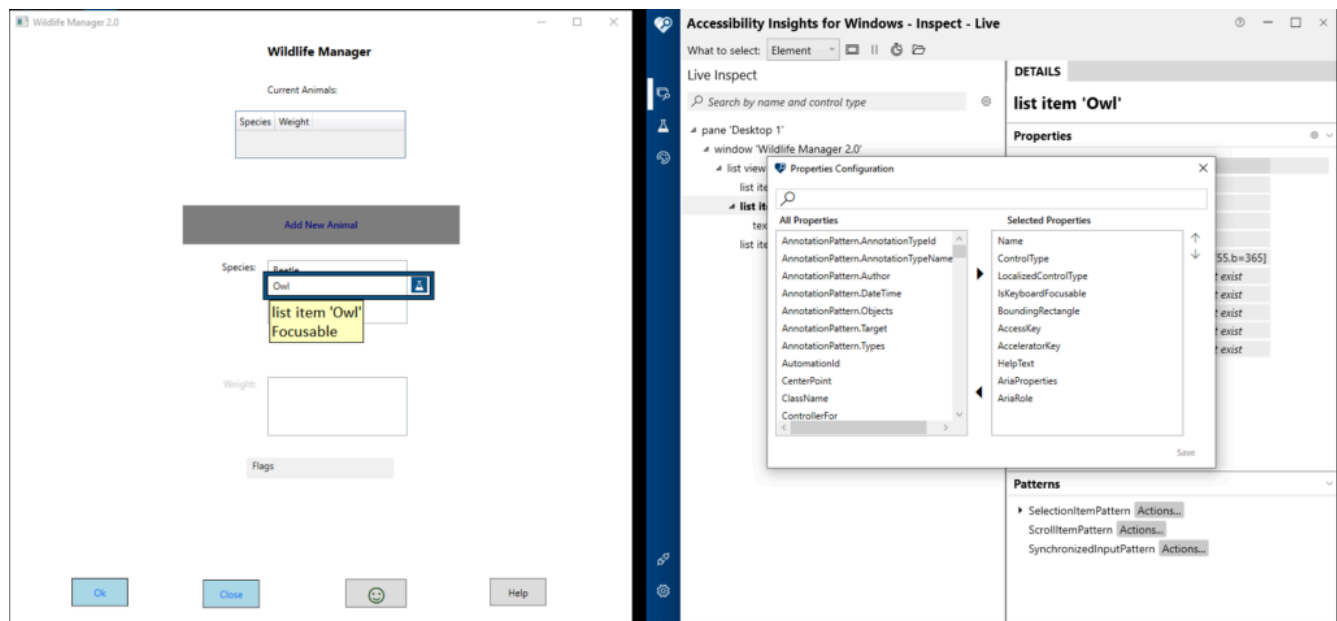 Wildlife Manager 2.0
Wildlife Manager
Current Animals:
Species Weight
Add New Animal
Species:
Beetle
Owl
list item 'Owl'
Focusable
Weight:
Flags
Ok
Close
Help
Accessibility Insights for Windows - Inspect - Live
What to select: Element
Live Inspect
Search by name and control type
pane 'Desktop 1'
window 'Wildlife Manager 2.0'
list view
list ite
list it
tex
list ite
DETAILS
list item 'Owl'
Properties
55,b=365]
t exist
t exist
t exist
t exist
t exist
Properties Configuration
All Properties
AnnotationPattern.AnnotationTypeId
AnnotationPattern.AnnotationTypeName
AnnotationPattern.Author
AnnotationPattern.DateTime
AnnotationPattern.Objects
AnnotationPattern.Target
AnnotationPattern.Types
AutomationId
CenterPoint
ClassName
ControllerFor
Selected Properties
Name
ControlType
LocalizedControlType
IsKeyboardFocusable
BoundingRectangle
AccessKey
AcceleratorKey
HelpText
AriaProperties
AriaRole
Save
Patterns
SelectionItemPattern Actions...
ScrollItemPattern Actions...
SynchronizedInputPattern Actions...